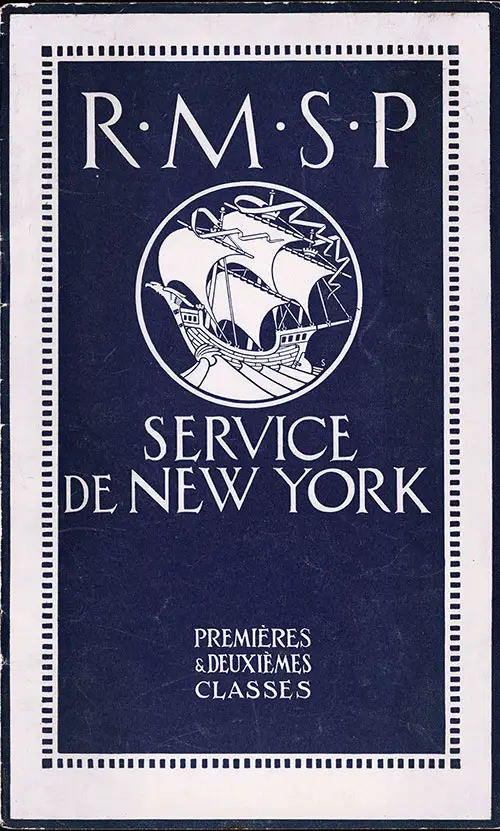 R·M·S·P
S
SERVICE
DE NEW YORK
PREMIÈRES
& DEUXIÈMES
CLASSES